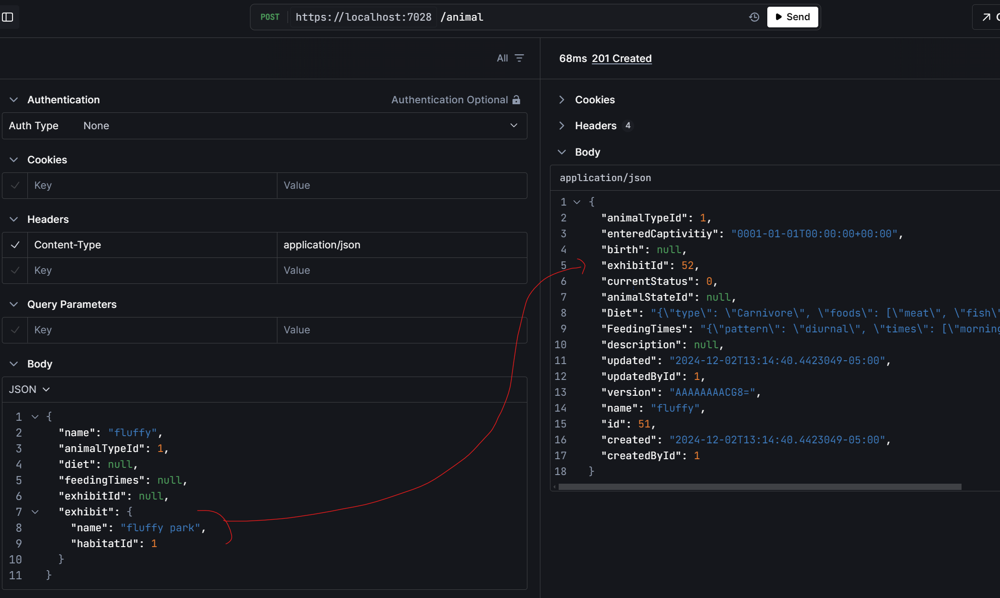 POST https://localhost:7028 /animal Send
All
68ms 201 Created
Authentication Authentication Optional
Auth Type None
Cookies
Key Value
Headers
Content-Type application/json
Key Value
Query Parameters
Key Value
Body
JSON
1 {
2 "name": "fluffy",
3 "animalTypeId": 1,
4 "diet": null,
5 "feedingTimes": null,
6 "exhibitId": null,
7 "exhibit": {
8 "name": "fluffy park",
9 "habitatId": 1
10 }
11 }
Cookies
Headers 4
Body
application/json
1 {
2 "animalTypeId": 1,
3 "enteredCaptivitiy": "0001-01-01T00:00:00+00:00",
4 "birth": null,
5 "exhibitId": 52,
6 "currentStatus": 0,
7 "animalStateId": null,
8 "Diet": "{\"type\": \"Carnivore\", \"foods\": [\"meat\", \"fish\"
9 "FeedingTimes": "{\"pattern\": \"diurnal\", \"times\": [\"morning
10 "description": null,
11 "updated": "2024-12-02T13:14:40.4423049-05:00",
12 "updatedById": 1,
13 "version": "AAAAAAAACG8=",
14 "name": "fluffy",
15 "id": 51,
16 "created": "2024-12-02T13:14:40.4423049-05:00",
17 "createdById": 1
18 }